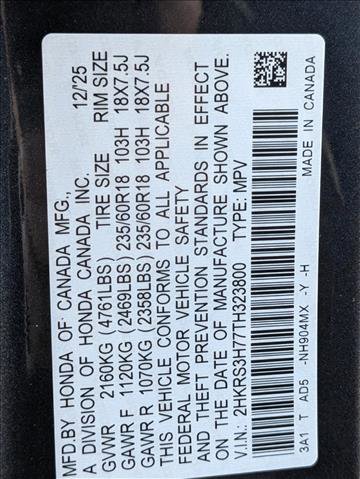 MFD.BY HONDA OF CANADA MFG.,
A DIVISION OF HONDA CANADA INC. 12/'25
GVWR 2160KG (4761LBS) TIRE SIZE RIM SIZE
GAWR F 1120KG (2469LBS) 235/60R18 103H 18X7.5J
GAWR R 1070KG (2358LBS) 235/60R18 103H 18X7.5J
THIS VEHICLE CONFORMS TO ALL APPLICABLE
FEDERAL MOTOR VEHICLE SAFETY
AND THEFT PREVENTION STANDARDS IN EFFECT
ON THE DATE OF MANUFACTURE SHOWN ABOVE.
V.I.N.: 2HKRS3H77TH323800 TYPE: MPV
3A1 T AD5 -NH904MX -Y -H MADE IN CANADA